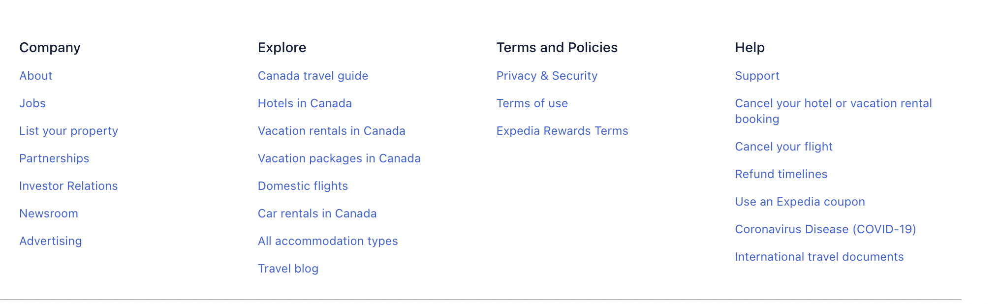 Company
About
Jobs
List your property
Partnerships
Investor Relations
Newsroom
Advertising
Explore
Canada travel guide
Hotels in Canada
Vacation rentals in Canada
Vacation packages in Canada
Domestic flights
Car rentals in Canada
All accommodation types
Travel blog
Terms and Policies
Privacy & Security
Terms of use
Expedia Rewards Terms
Help
Support
Cancel your hotel or vacation rental
booking
Cancel your flight
Refund timelines
Use an Expedia coupon
Coronavirus Disease (COVID-19)
International travel documents